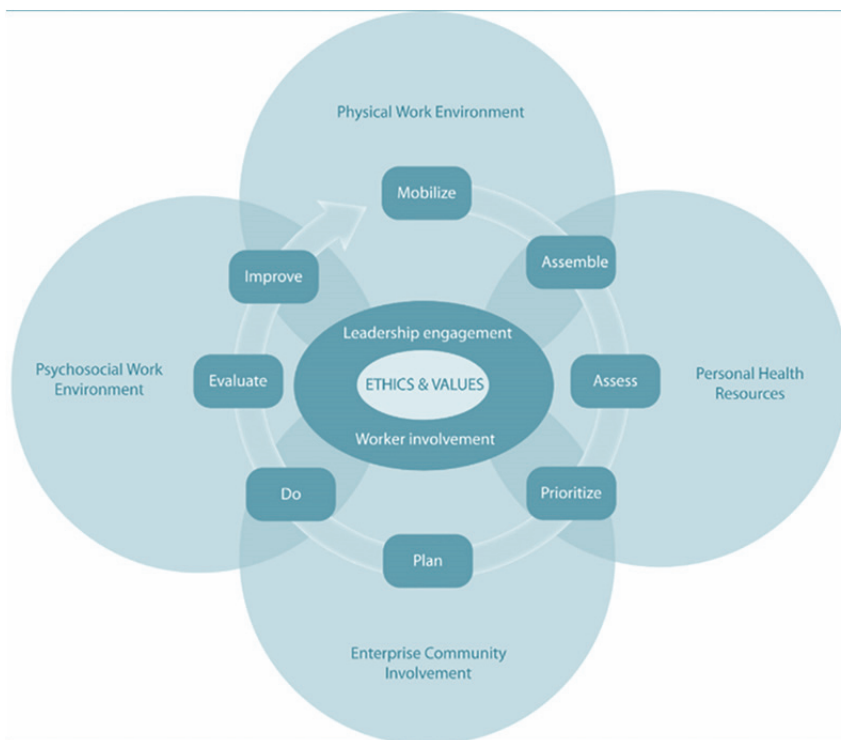 Physical Work Environment
Mobilize
Assemble
Improve
Leadership engagement
Psychosocial Work
Environment
Evaluate
ETHICS & VALUES
Assess
Personal Health
Resources
Worker involvement
Do
Prioritize
Plan
Enterprise Community
Involvement